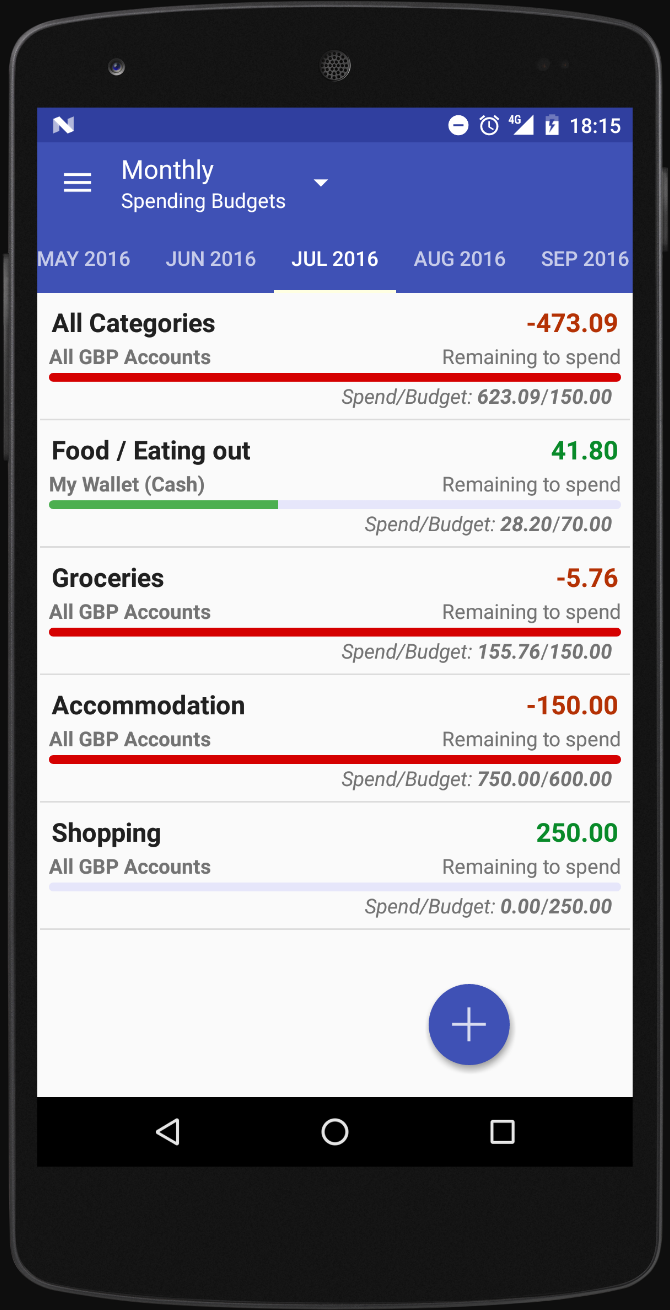 4G 18:15
Monthly
Spending Budgets
MAY 2016 JUN 2016 JUL 2016 AUG 2016 SEP 2016
All Categories -473.09
All GBP Accounts Remaining to spend
Spend/Budget: 623.09/150.00
Food / Eating out 41.80
My Wallet (Cash) Remaining to spend
Spend/Budget: 28.20/70.00
Groceries -5.76
All GBP Accounts Remaining to spend
Spend/Budget: 155.76/150.00
Accommodation -150.00
All GBP Accounts Remaining to spend
Spend/Budget: 750.00/600.00
Shopping 250.00
All GBP Accounts Remaining to spend
Spend/Budget: 0.00/250.00